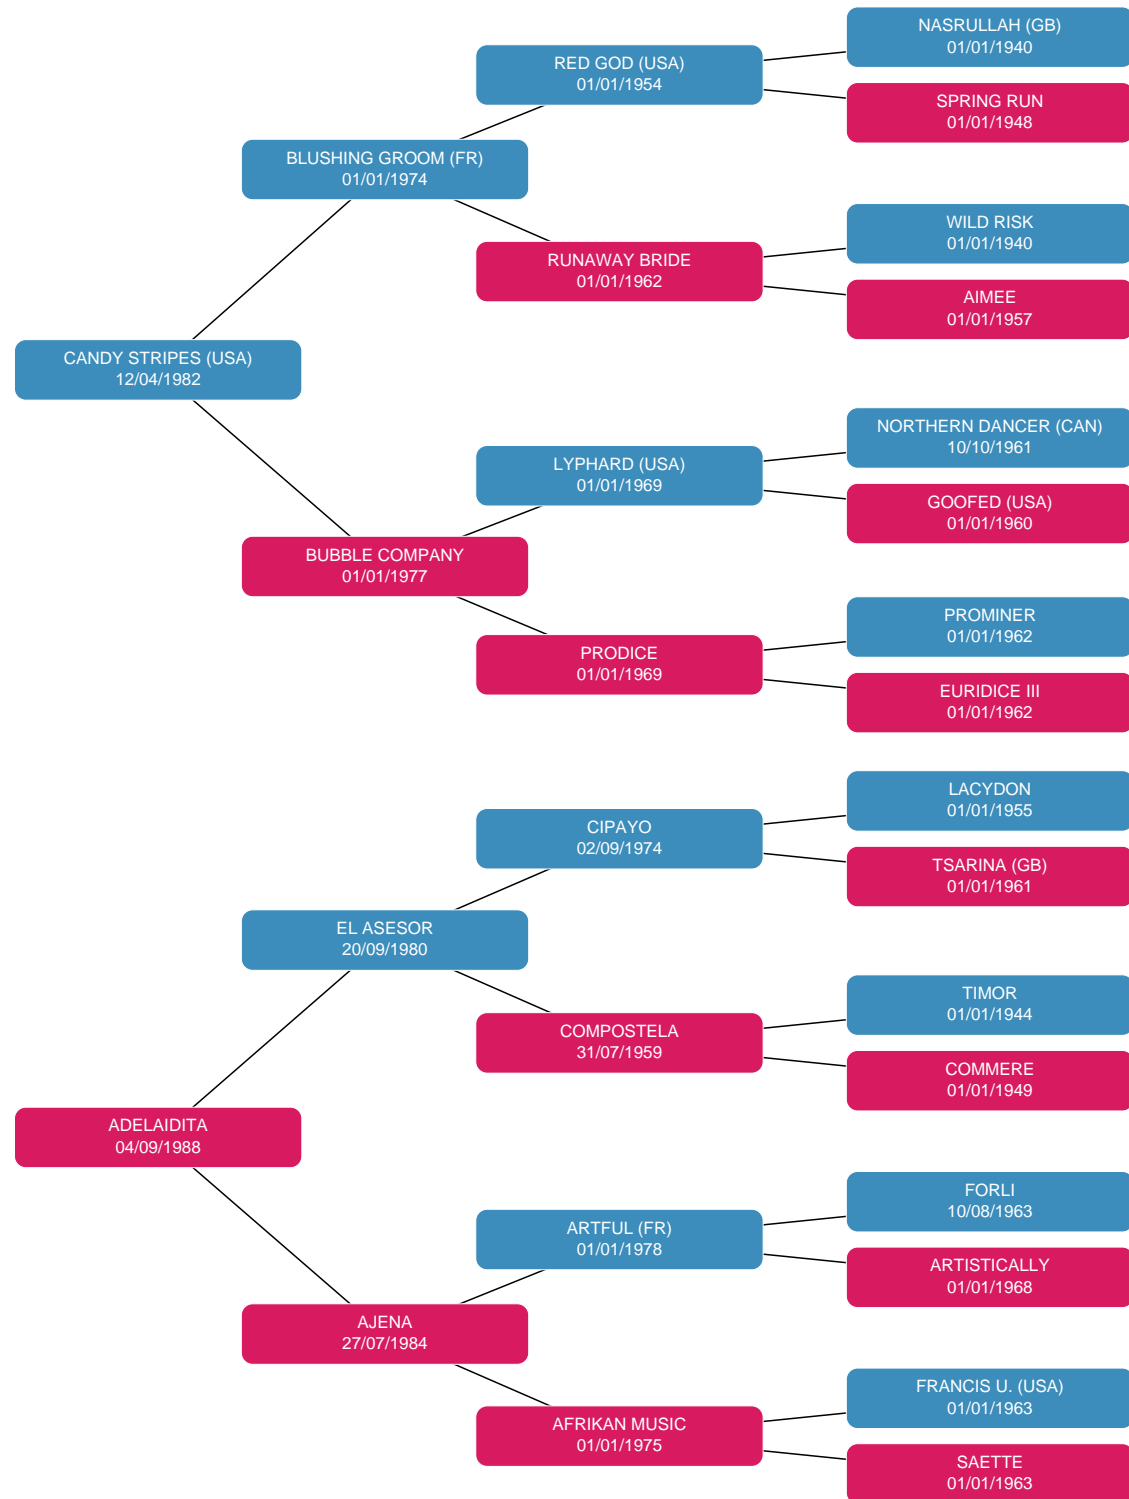 NASRULLAH (GB)
01/01/1940
RED GOD (USA)
01/01/1954
SPRING RUN
01/01/1948
BLUSHING GROOM (FR)
01/01/1974
WILD RISK
01/01/1940
RUNAWAY BRIDE
01/01/1962
AIMEE
01/01/1957
CANDY STRIPES (USA)
12/04/1982
NORTHERN DANCER (CAN)
10/10/1961
LYPHARD (USA)
01/01/1969
GOOFED (USA)
01/01/1960
BUBBLE COMPANY
01/01/1977
PROMINER
01/01/1962
PRODICE
01/01/1969
EURIDICE III
01/01/1962
LACYDON
01/01/1955
CIPAYO
02/09/1974
TSARINA (GB)
01/01/1961
EL ASESOR
20/09/1980
TIMOR
01/01/1944
COMPOSTELA
31/07/1959
COMMERE
01/01/1949
ADELAIDITA
04/09/1988
FORLI
10/08/1963
ARTFUL (FR)
01/01/1978
ARTISTICALLY
01/01/1968
AJENA
27/07/1984
FRANCIS U. (USA)
01/01/1963
AFRIKAN MUSIC
01/01/1975
SAETTE
01/01/1963